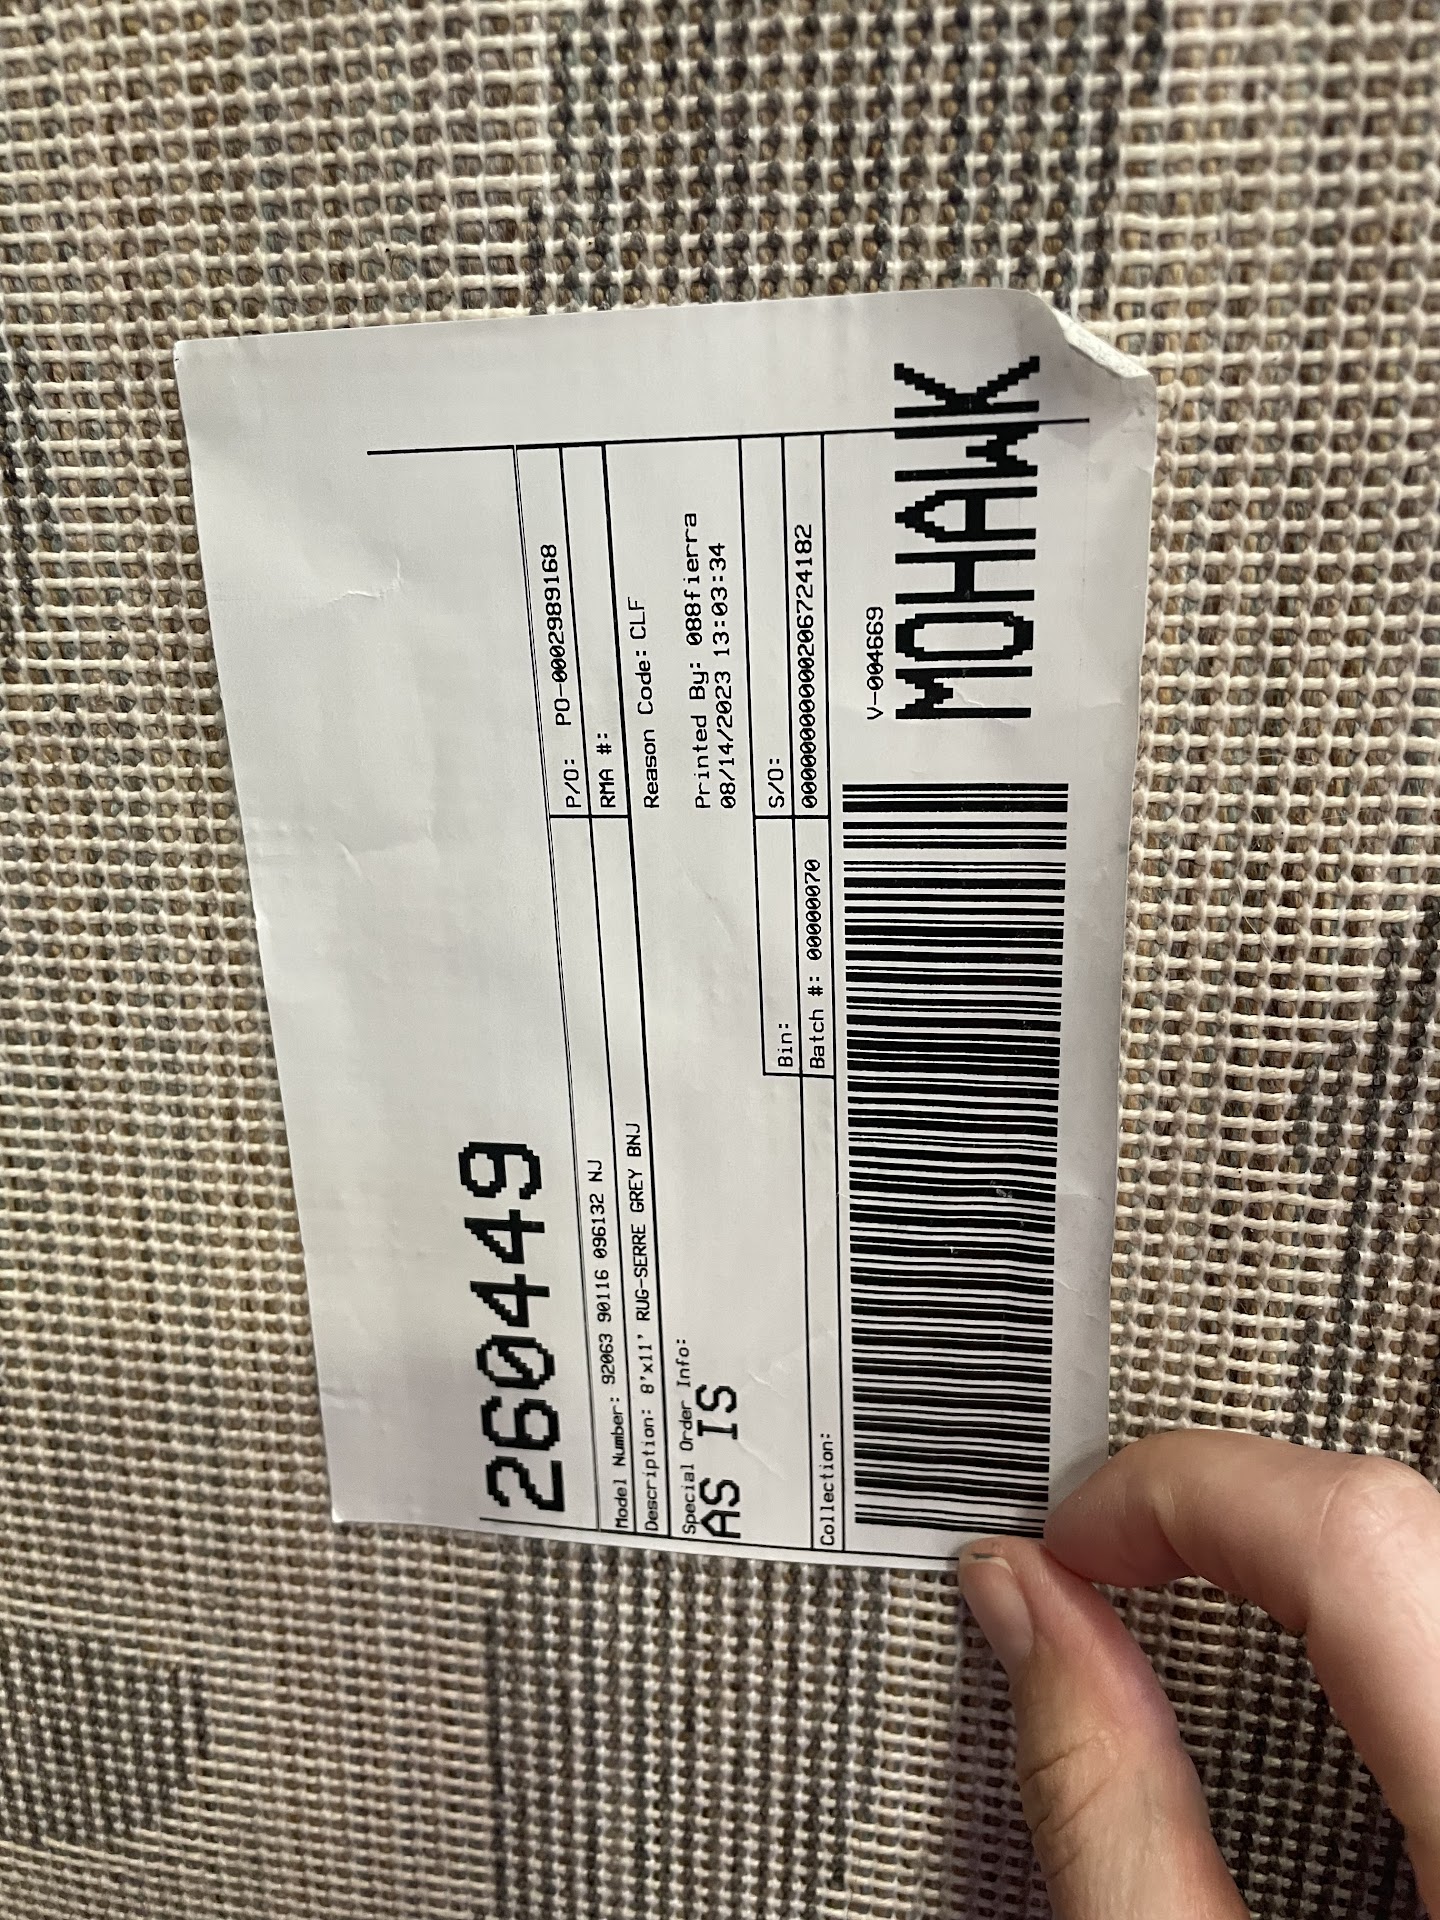 260449
P/O: PO-0002989168
Model Number: 92063 90116 096132 NJ
RMA #:
Description: 8'x11' RUG-SERRE GREY BNJ
Reason Code: CLF
Special Order Info:
AS IS
Printed By: 088fierra
08/14/2023 13:03:34
Bin:
S/O:
Collection:
Batch #: 00000070
00000000000206724182
V-004669
MOHAWK